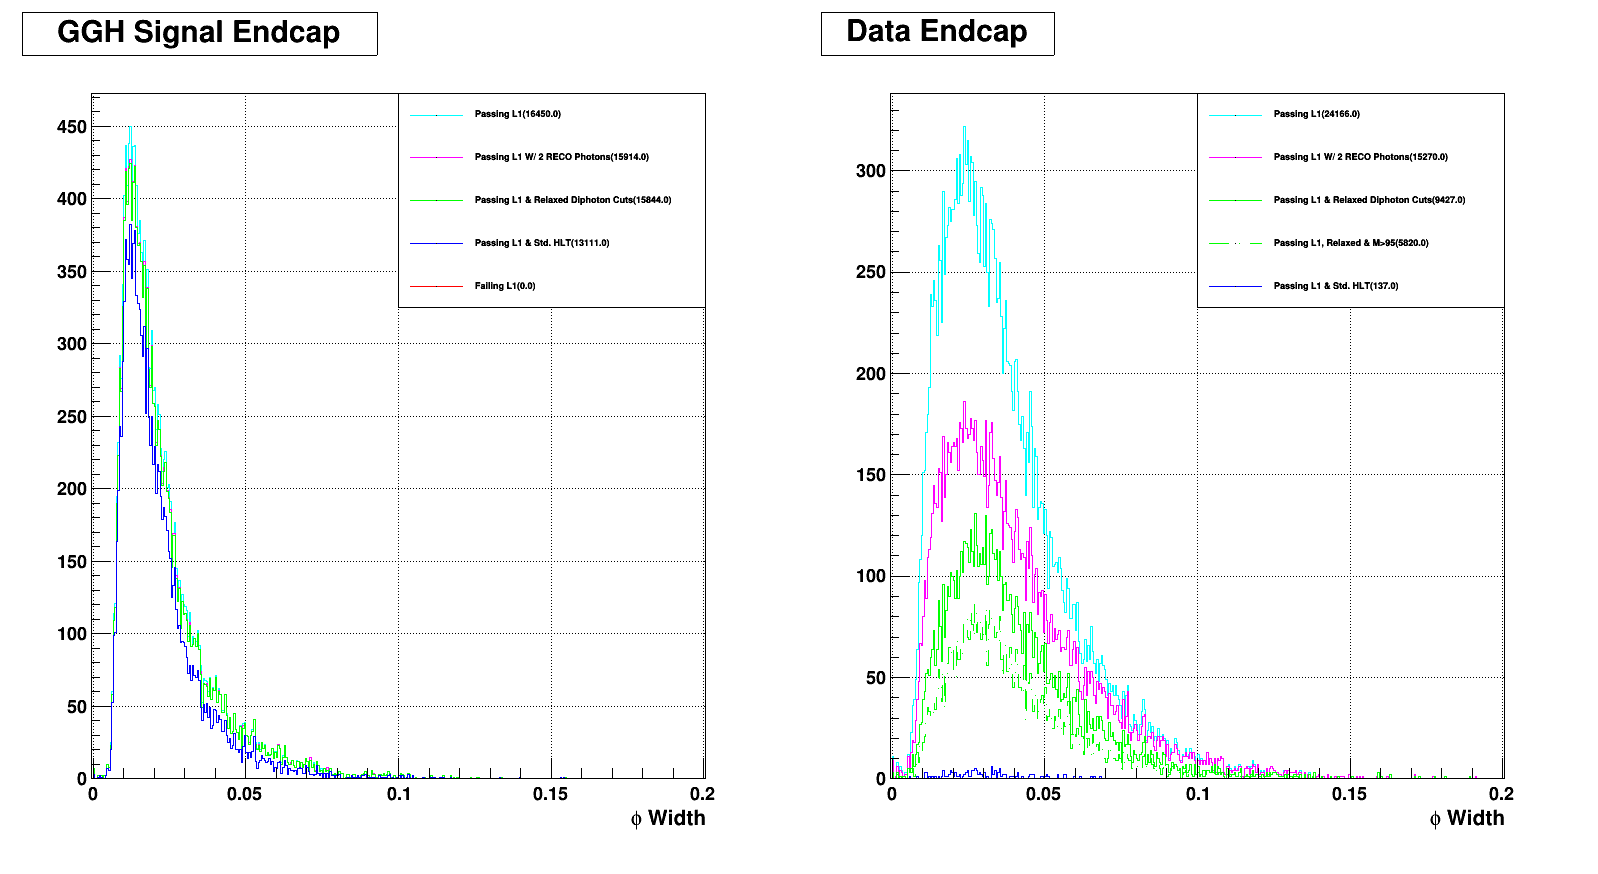 GGH Signal Endcap
Passing L1(16450.0)
Passing L1 W/ 2 RECO Photons(15914.0)
Passing L1 & Relaxed Diphoton Cuts(15844.0)
Passing L1 & Std. HLT(13111.0)
Failing L1(0.0)
450
400
350
300
250
200
150
100
50
0
0 0.05 0.1 0.15 0.2
ϕ Width
Data Endcap
Passing L1(24166.0)
Passing L1 W/ 2 RECO Photons(15270.0)
Passing L1 & Relaxed Diphoton Cuts(9427.0)
Passing L1, Relaxed & M>95(5820.0)
Passing L1 & Std. HLT(137.0)
300
250
200
150
100
50
0
0 0.05 0.1 0.15 0.2
ϕ Width